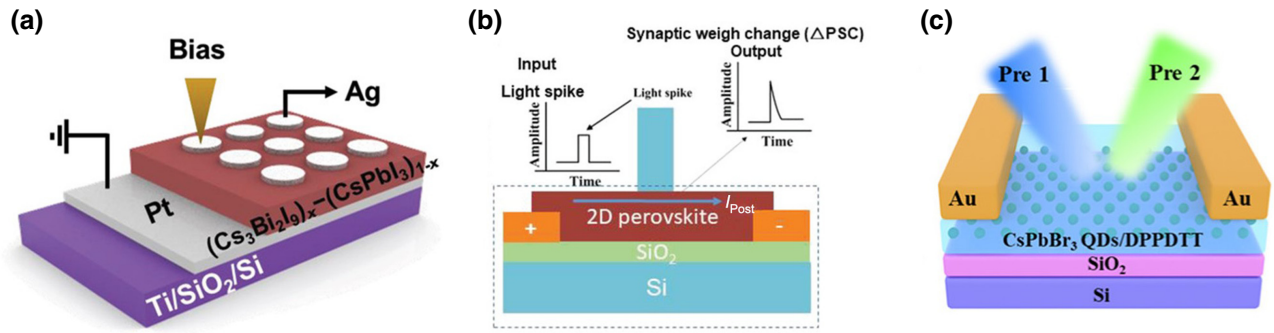 (a)
Bias
Ag
Pt
(Cs₃Bi₂I₉)ₓ−(CsPbI₃)₁₋ₓ
Ti/SiO₂/Si
(b)
Synaptic weigh change (△PSC)
Output
Input
Light spike
Amplitude
Time
Light spike
Amplitude
Time
I_Post
+
2D perovskite
-
SiO₂
Si
(c)
Pre 1
Pre 2
Au
Au
CsPbBr₃ QDs/DPPDTT
SiO₂
Si